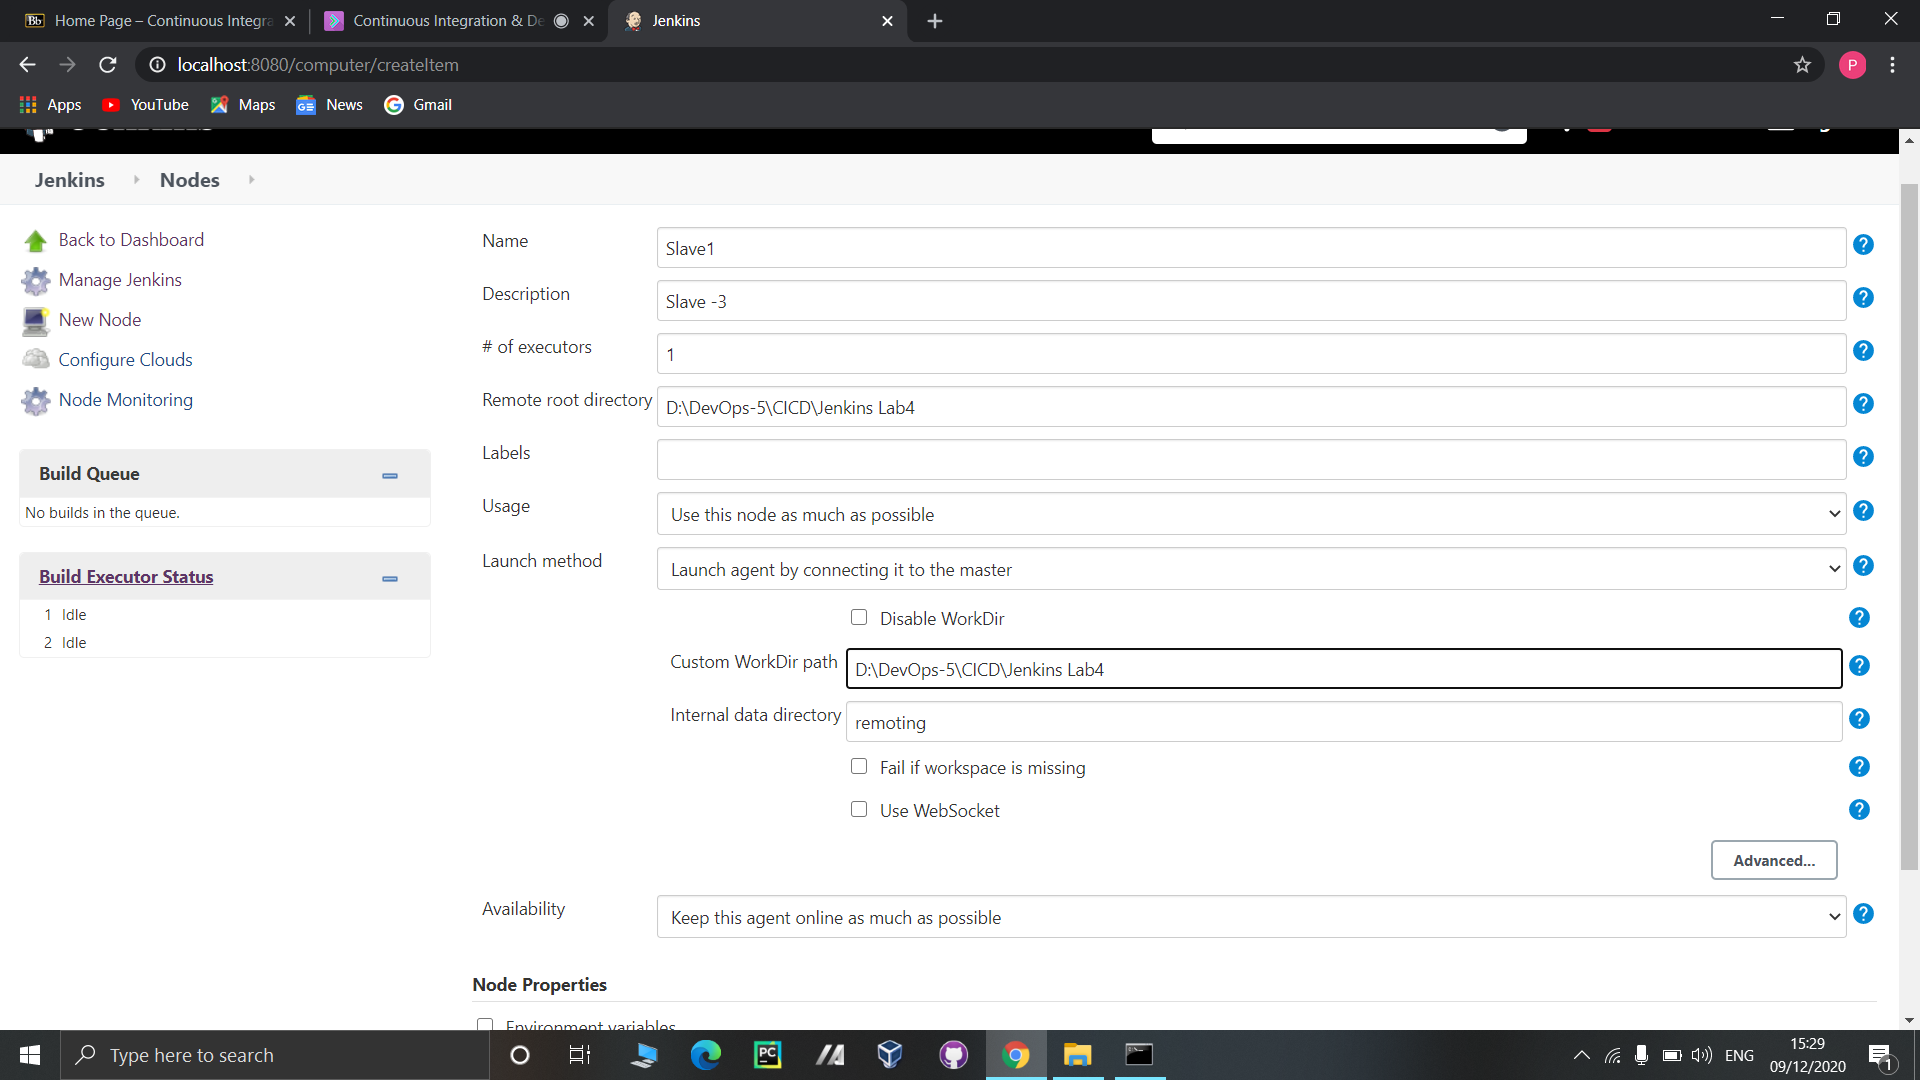 Home Page – Continuous Integra
Continuous Integration & De
Jenkins
localhost:8080/computer/createItem
P
Apps
YouTube
Maps
News
Gmail
Jenkins
Nodes
Back to Dashboard
Manage Jenkins
New Node
Configure Clouds
Node Monitoring
Build Queue
No builds in the queue.
Build Executor Status
1 Idle
2 Idle
Name
Slave1
Description
Slave -3
# of executors
1
Remote root directory
D:\DevOps-5\CICD\Jenkins Lab4
Labels
Usage
Use this node as much as possible
Launch method
Launch agent by connecting it to the master
Disable WorkDir
Custom WorkDir path
D:\DevOps-5\CICD\Jenkins Lab4
Internal data directory
remoting
Fail if workspace is missing
Use WebSocket
Advanced...
Availability
Keep this agent online as much as possible
Node Properties
Environment variables
Type here to search
ENG
15:29
09/12/2020
1